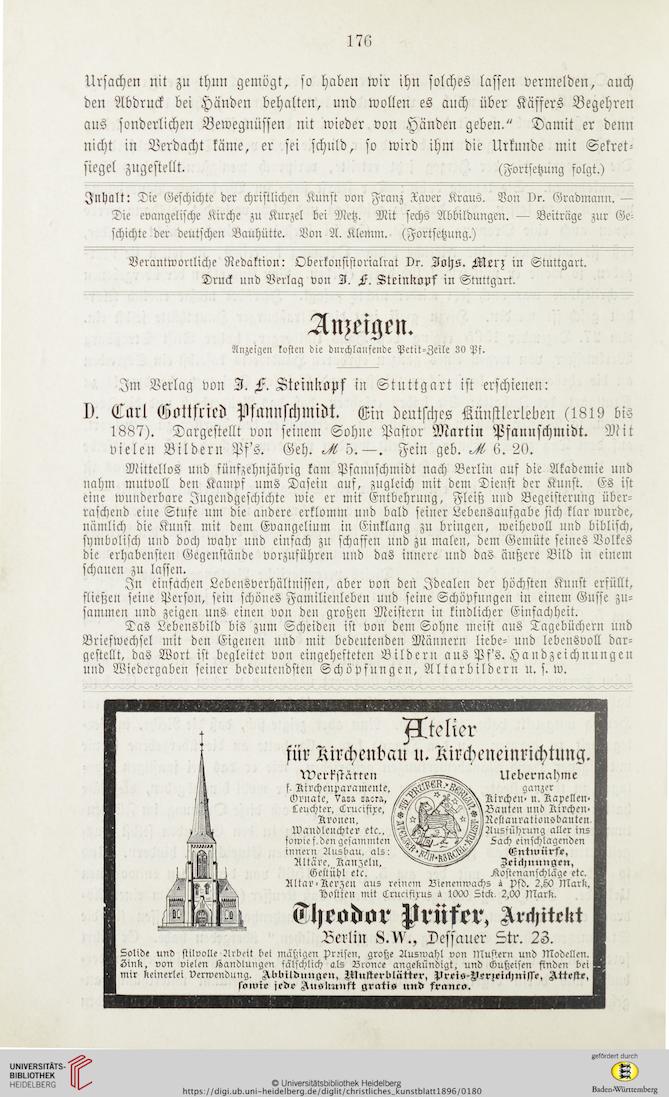 176
Ursachen nit zu thun gemögt, so haben wir ihn solches lassen vermelden, auch
den Abdruck bei Händen behalten, und wollen es auch über Käffers Begehren
aus sonderlichen Bewegnüssen nit wieder von Händen geben." Damit er denn
nicht in Verdacht käme, er sei schuld, so wird ihm die Urkunde mit Sekret-
siegel zugestellt.
(Fortsetzung folgt.)
Inhalt: Die Geschichte der christlichen Kunst von Franz Xaver Kraus. Von Dr. Gradmann. —
Die evangelische Kirche zu Kurzel bei Metz. Mit sechs Abbildungen. — Beiträge zur Ge-
schichte der deutschen Bauhütte. Von A. Klemm. (Fortsetzung.)
Verantwortliche Redaktion: Oberkonsistorialrat Dr. Johs. Merz in Stuttgart.
Druck und Verlag von J. F. Steinkopf in Stuttgart.
Anzeigen.
Anzeigen kosten die durchlaufende Petit-Zeile 30 Pf.
Im Verlag von J. F. Steinkopf in Stuttgart ist erschienen:
D. Carl Gottfried Pfannschmidt. Ein deutsches Künstlerleben (1819 bis
1887). Dargestellt von seinem Sohne Pastor Martin Pfannschmidt. Mit
vielen Bildern Pf's. Geh. ℳ 5.—. Fein geb. ℳ 6. 20.
Mittellos und fünfzehnjährig kam Pfannschmidt nach Berlin auf die Akademie und
nahm mutvoll den Kampf ums Dasein auf, zugleich mit dem Dienst der Kunst. Es ist
eine wunderbare Jugendgeschichte wie er mit Entbehrung, Fleiß und Begeisterung über-
raschend eine Stufe um die andere erklomm und bald seiner Lebensaufgabe sich klar wurde,
nämlich die Kunst mit dem Evangelium in Einklang zu bringen, weihevoll und biblisch,
symbolisch und doch wahr und einfach zu schaffen und zu malen, dem Gemüte seines Volkes
die erhabensten Gegenstände vorzuführen und das innere und das äußere Bild in einem
schauen zu lassen.
In einfachen Lebensverhältnissen, aber von den Idealen der höchsten Kunst erfüllt,
fließen seine Person, sein schönes Familienleben und seine Schöpfungen in einem Gusse zu-
sammen und zeigen uns einen von den großen Meistern in kindlicher Einfachheit.
Das Lebensbild bis zum Scheiden ist von dem Sohne meist aus Tagebüchern und
Briefwechsel mit den Eigenen und mit bedeutenden Männern liebe- und lebensvoll dar-
gestellt, das Wort ist begleitet von eingehefteten Bildern aus Pf's. Handzeichnungen
und Wiedergaben seiner bedeutendsten Schöpfungen, Altarbildern u. s. w.
Atelier
für Kirchenbau u. Kircheneinrichtung.
Werkstätten
f. Kirchenparamente,
Ornate, Vasa sacra,
Leuchter, Crucifixe,
Kronen,
Wandleuchter etc.,
sowie f. den gesammten
innern Ausbau, als:
Altäre, Kanzeln,
Gestühl etc.
Uebernahme
ganzer
Kirchen- u. Kapellen-
Bauten und Kirchen-
Restaurationsbauten.
Ausführung aller ins
Fach einschlagenden
Entwürfe,
Zeichnungen,
Kostenanschläge etc.
Altar-Kerzen aus reinem Bienenwachs à Pfd. 2,50 Mark,
Hostien mit Crucifixus à 1000 Stck. 2,00 Mark.
Theodor Prüfer, Architekt
Berlin S.W., Dessauer Str. 23.
Solide und stilvolle Arbeit bei mäßigen Preisen, große Auswahl von Mustern und Modellen.
Zink, von vielen Handlungen fälschlich als Bronce angekündigt, und Gußeisen finden bei
mir keinerlei Verwendung. Abbildungen, Musterblätter, Preis-Verzeichnisse, Atteste,
sowie jede Auskunft gratis und franco.
UNIVERSITÄTS-
BIBLIOTHEK
HEIDELBERG
© Universitätsbibliothek Heidelberg
https://digi.ub.uni-heidelberg.de/diglit/christliches_kunstblatt1896/0180
gefördert durch
Baden-Württemberg